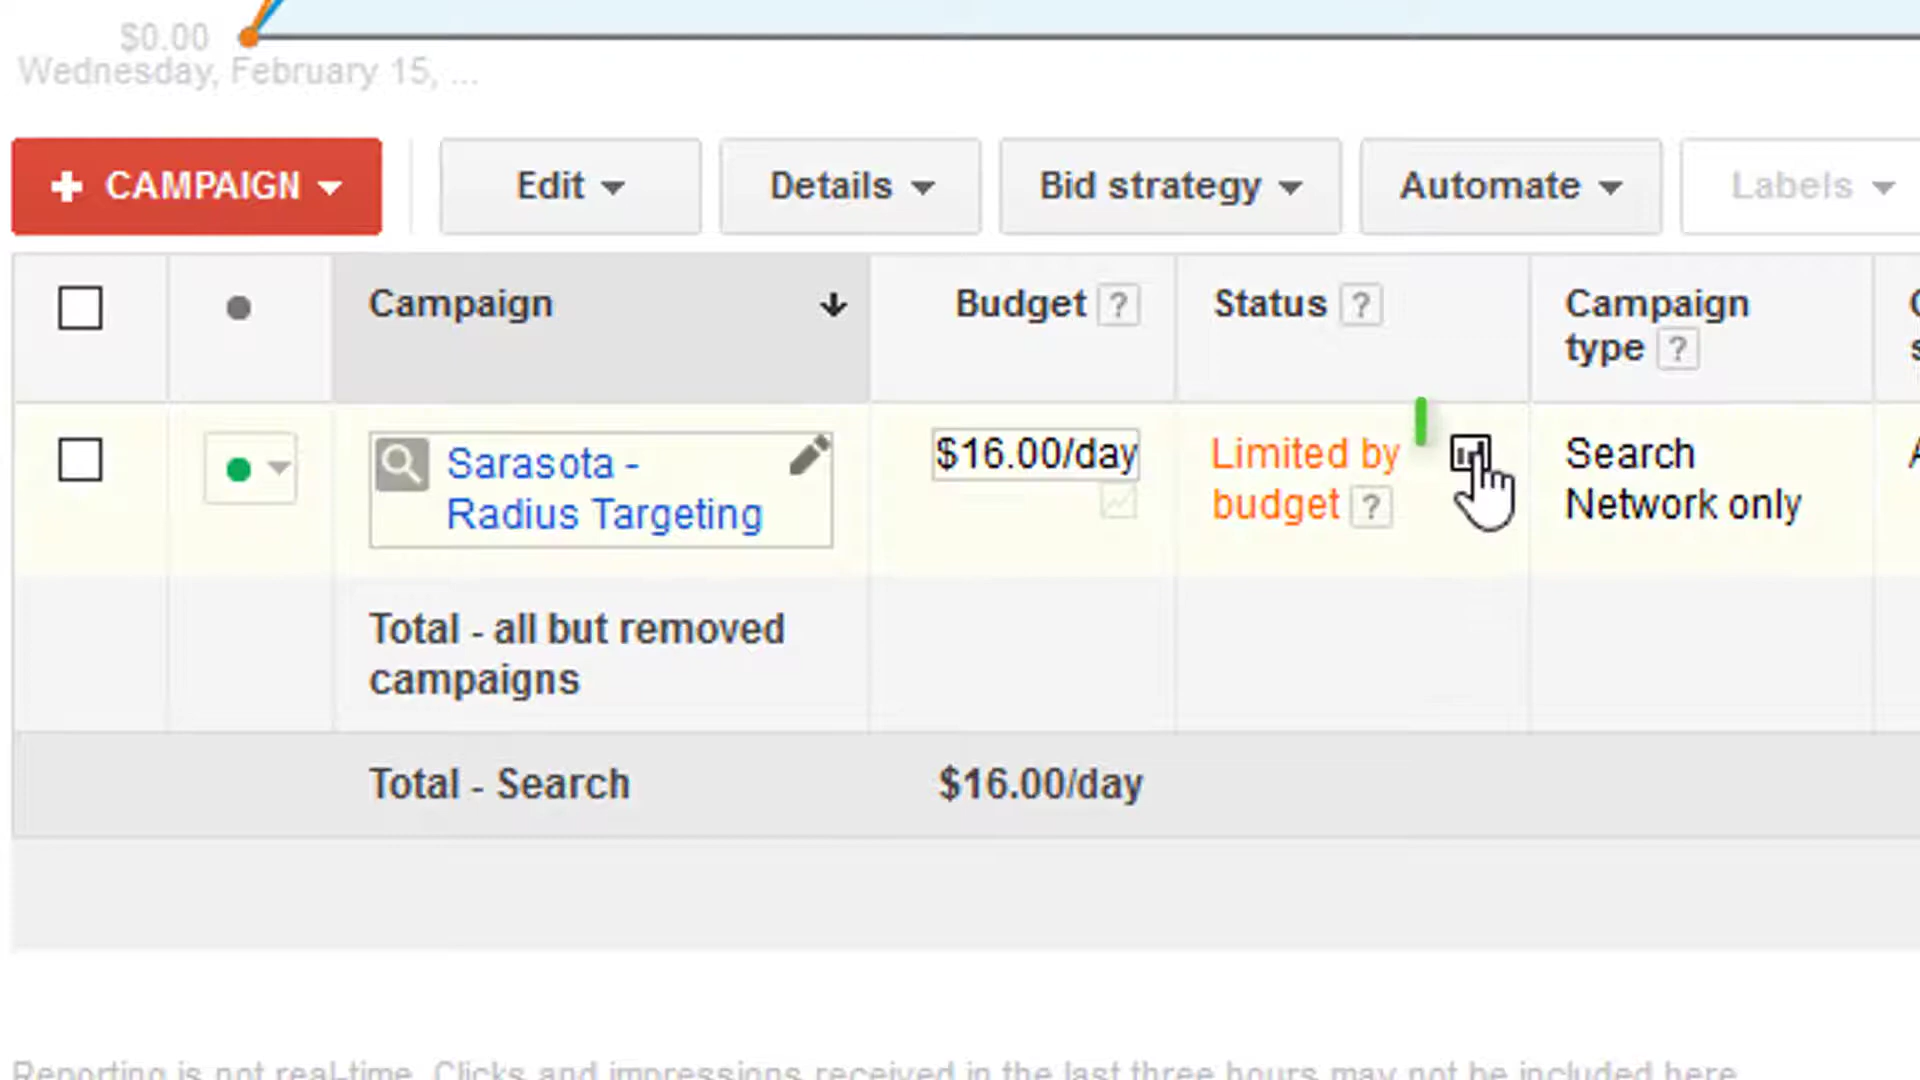 $0.00
Wednesday, February 15, ...
CAMPAIGN
Edit
Details
Bid strategy
Automate
Labels
Campaign
Budget ?
Status ?
Campaign
type ?
Sarasota -
Radius Targeting
$16.00/day
Limited by
budget ?
Search
Network only
Total - all but removed
campaigns
Total - Search
$16.00/day
Reporting is not real-time. Clicks and impressions received in the last three hours may not be included here.